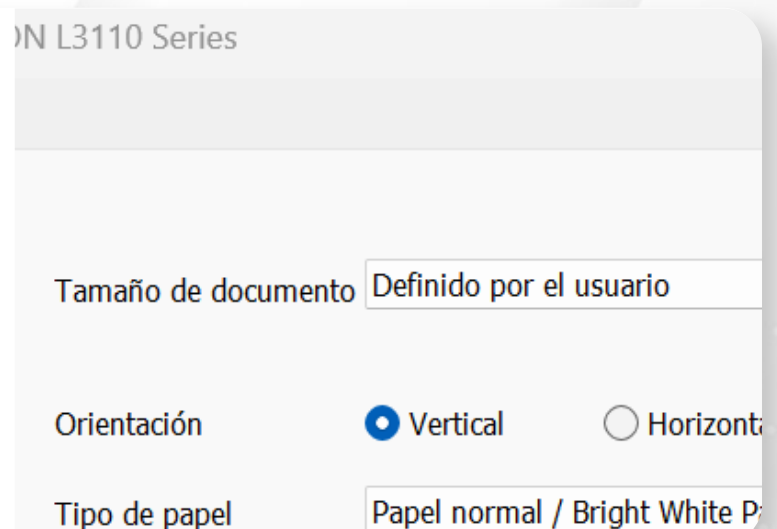 N L3110 Series
Tamaño de documento Definido por el usuario
Orientación Vertical
Tipo de papel Papel normal / Bright White